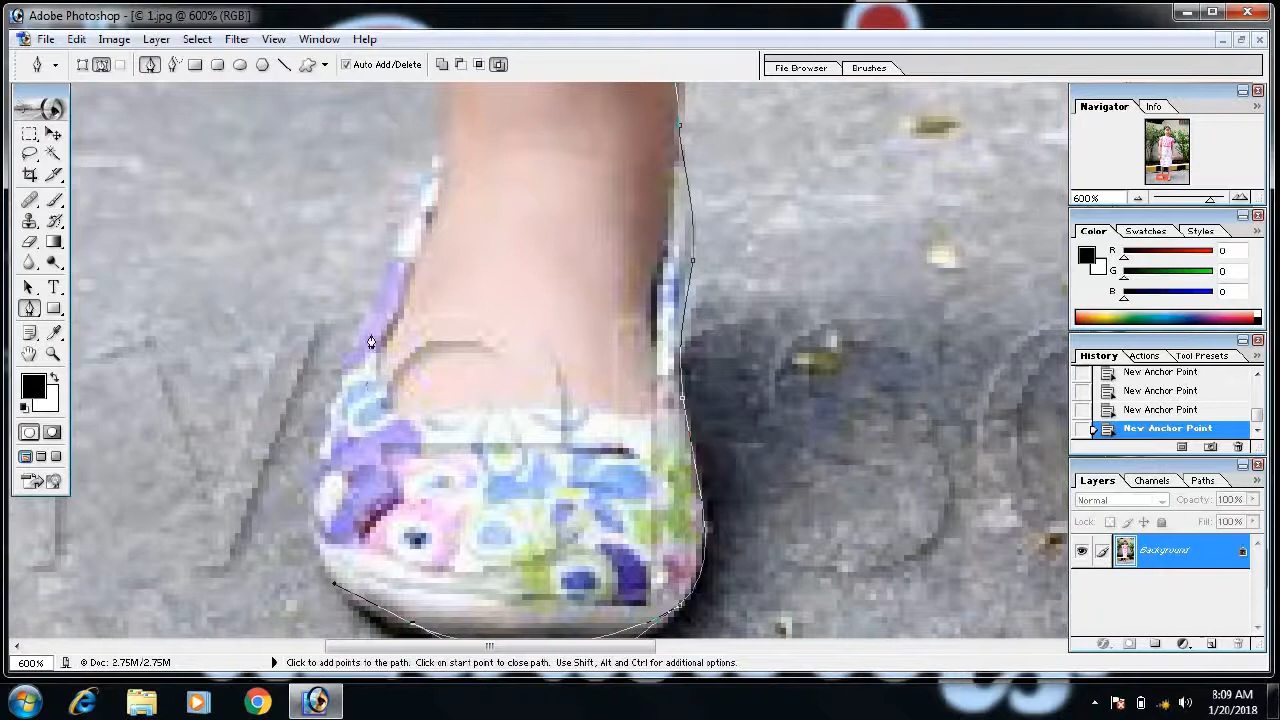 Adobe Photoshop - [© 1.jpg @ 600% (RGB)]
File Edit Image Layer Select Filter View Window Help
Auto Add/Delete
File Browser Brushes
Navigator Info
600%
Color Swatches Styles
R 0
G 0
B 0
History Actions Tool Presets
New Anchor Point
New Anchor Point
New Anchor Point
New Anchor Point
Layers Channels Paths
Normal Opacity: 100%
Lock: Fill: 100%
Background
600% Doc: 2.75M/2.75M Click to add points to the path. Click on start point to close path. Use Shift, Alt and Ctrl for additional options.
8:09 AM
1/20/2018